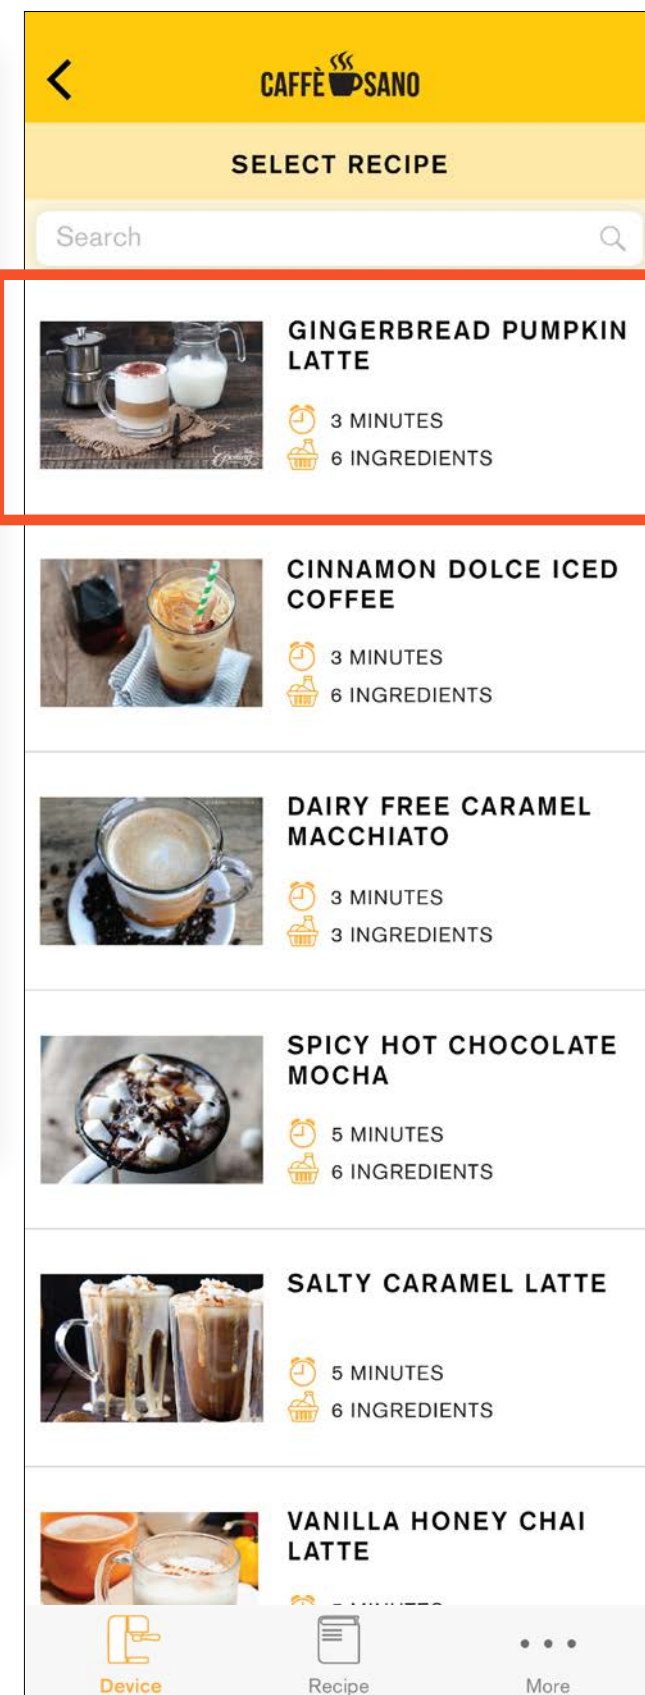 CAFFÈ SANO
SELECT RECIPE
Search
GINGERBREAD PUMPKIN
LATTE
3 MINUTES
6 INGREDIENTS
CINNAMON DOLCE ICED
COFFEE
3 MINUTES
6 INGREDIENTS
DAIRY FREE CARAMEL
MACCHIATO
3 MINUTES
3 INGREDIENTS
SPICY HOT CHOCOLATE
MOCHA
5 MINUTES
6 INGREDIENTS
SALTY CARAMEL LATTE
5 MINUTES
6 INGREDIENTS
VANILLA HONEY CHAI
LATTE
Device
Recipe
More